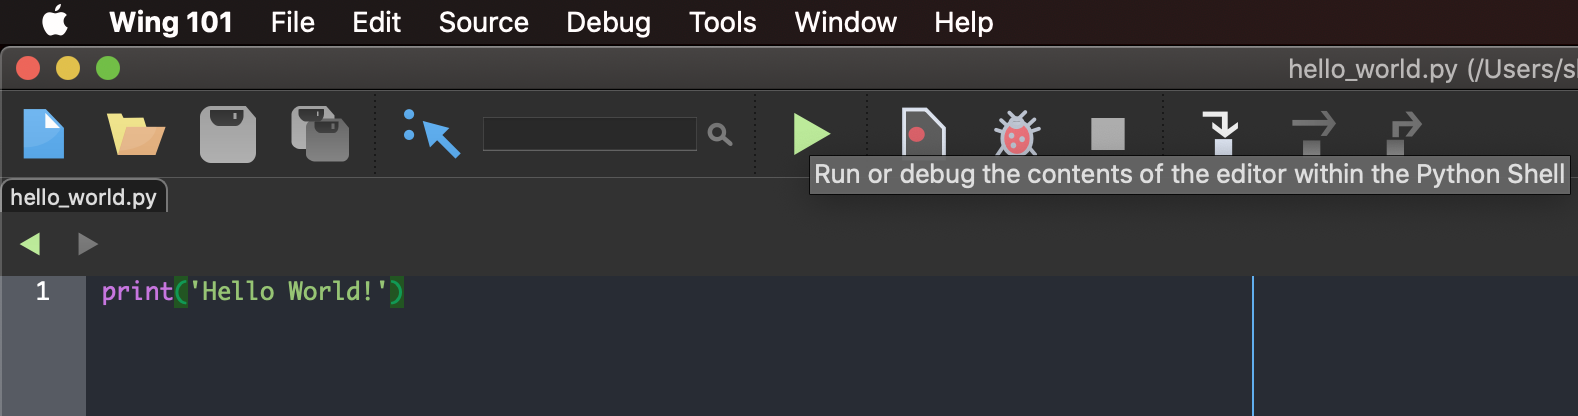 Wing 101 File Edit Source Debug Tools Window Help
hello_world.py (/Users/s
Run or debug the contents of the editor within the Python Shell
hello_world.py
1 print('Hello World!')